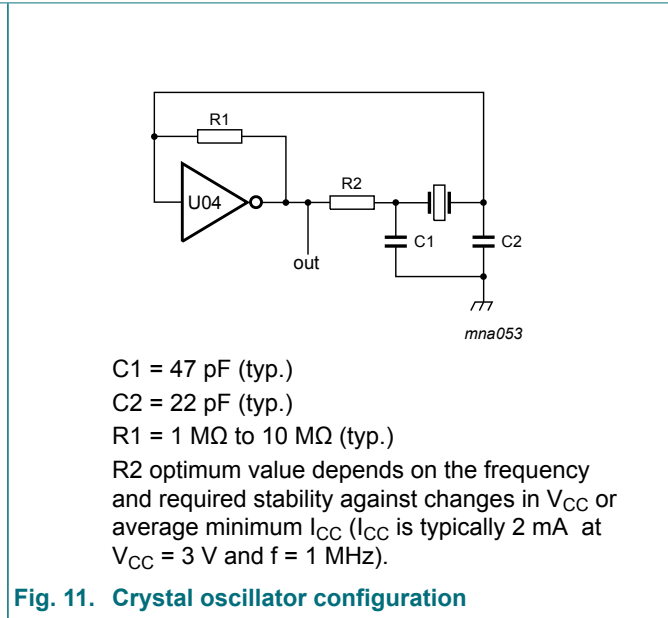 R1
R2
U04
C1
C2
out
mna053
C1 = 47 pF (typ.)
C2 = 22 pF (typ.)
R1 = 1 MΩ to 10 MΩ (typ.)
R2 optimum value depends on the frequency
and required stability against changes in VCC or
average minimum ICC (ICC is typically 2 mA at
VCC = 3 V and f = 1 MHz).
Fig. 11. Crystal oscillator configuration